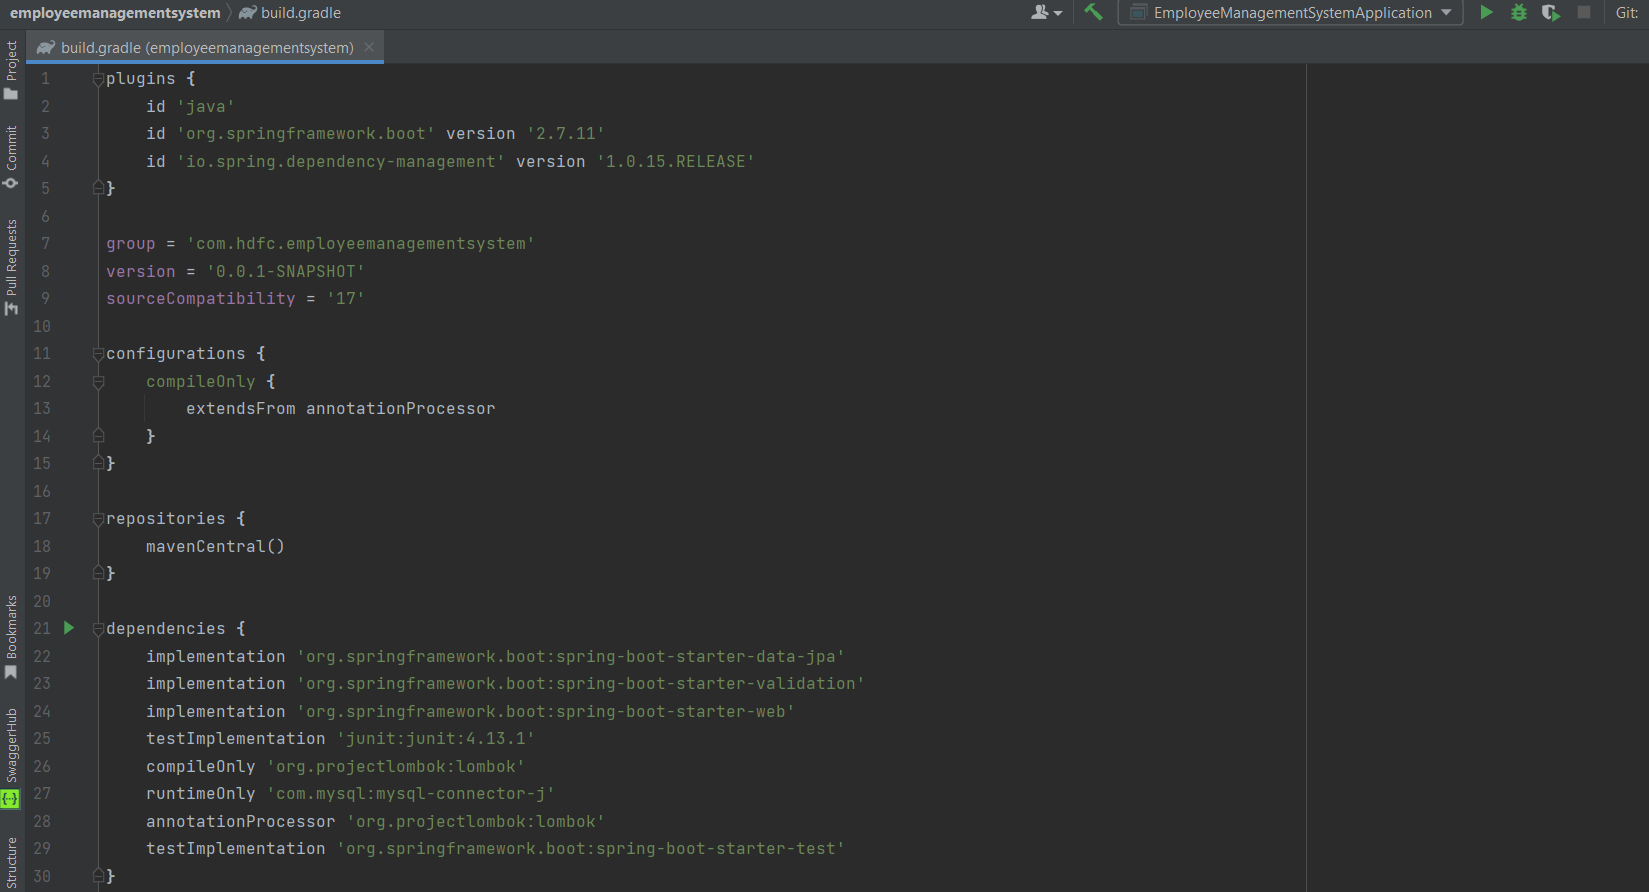 employeemanagementsystem build.gradle EmployeeManagementSystemApplication Git:
build.gradle (employeemanagementsystem)
Project
Commit
Pull Requests
Bookmarks
SwaggerHub
Structure
1 plugins {
2 id 'java'
3 id 'org.springframework.boot' version '2.7.11'
4 id 'io.spring.dependency-management' version '1.0.15.RELEASE'
5 }
6
7 group = 'com.hdfc.employeemanagementsystem'
8 version = '0.0.1-SNAPSHOT'
9 sourceCompatibility = '17'
10
11 configurations {
12 compileOnly {
13 extendsFrom annotationProcessor
14 }
15 }
16
17 repositories {
18 mavenCentral()
19 }
20
21 dependencies {
22 implementation 'org.springframework.boot:spring-boot-starter-data-jpa'
23 implementation 'org.springframework.boot:spring-boot-starter-validation'
24 implementation 'org.springframework.boot:spring-boot-starter-web'
25 testImplementation 'junit:junit:4.13.1'
26 compileOnly 'org.projectlombok:lombok'
27 runtimeOnly 'com.mysql:mysql-connector-j'
28 annotationProcessor 'org.projectlombok:lombok'
29 testImplementation 'org.springframework.boot:spring-boot-starter-test'
30 }